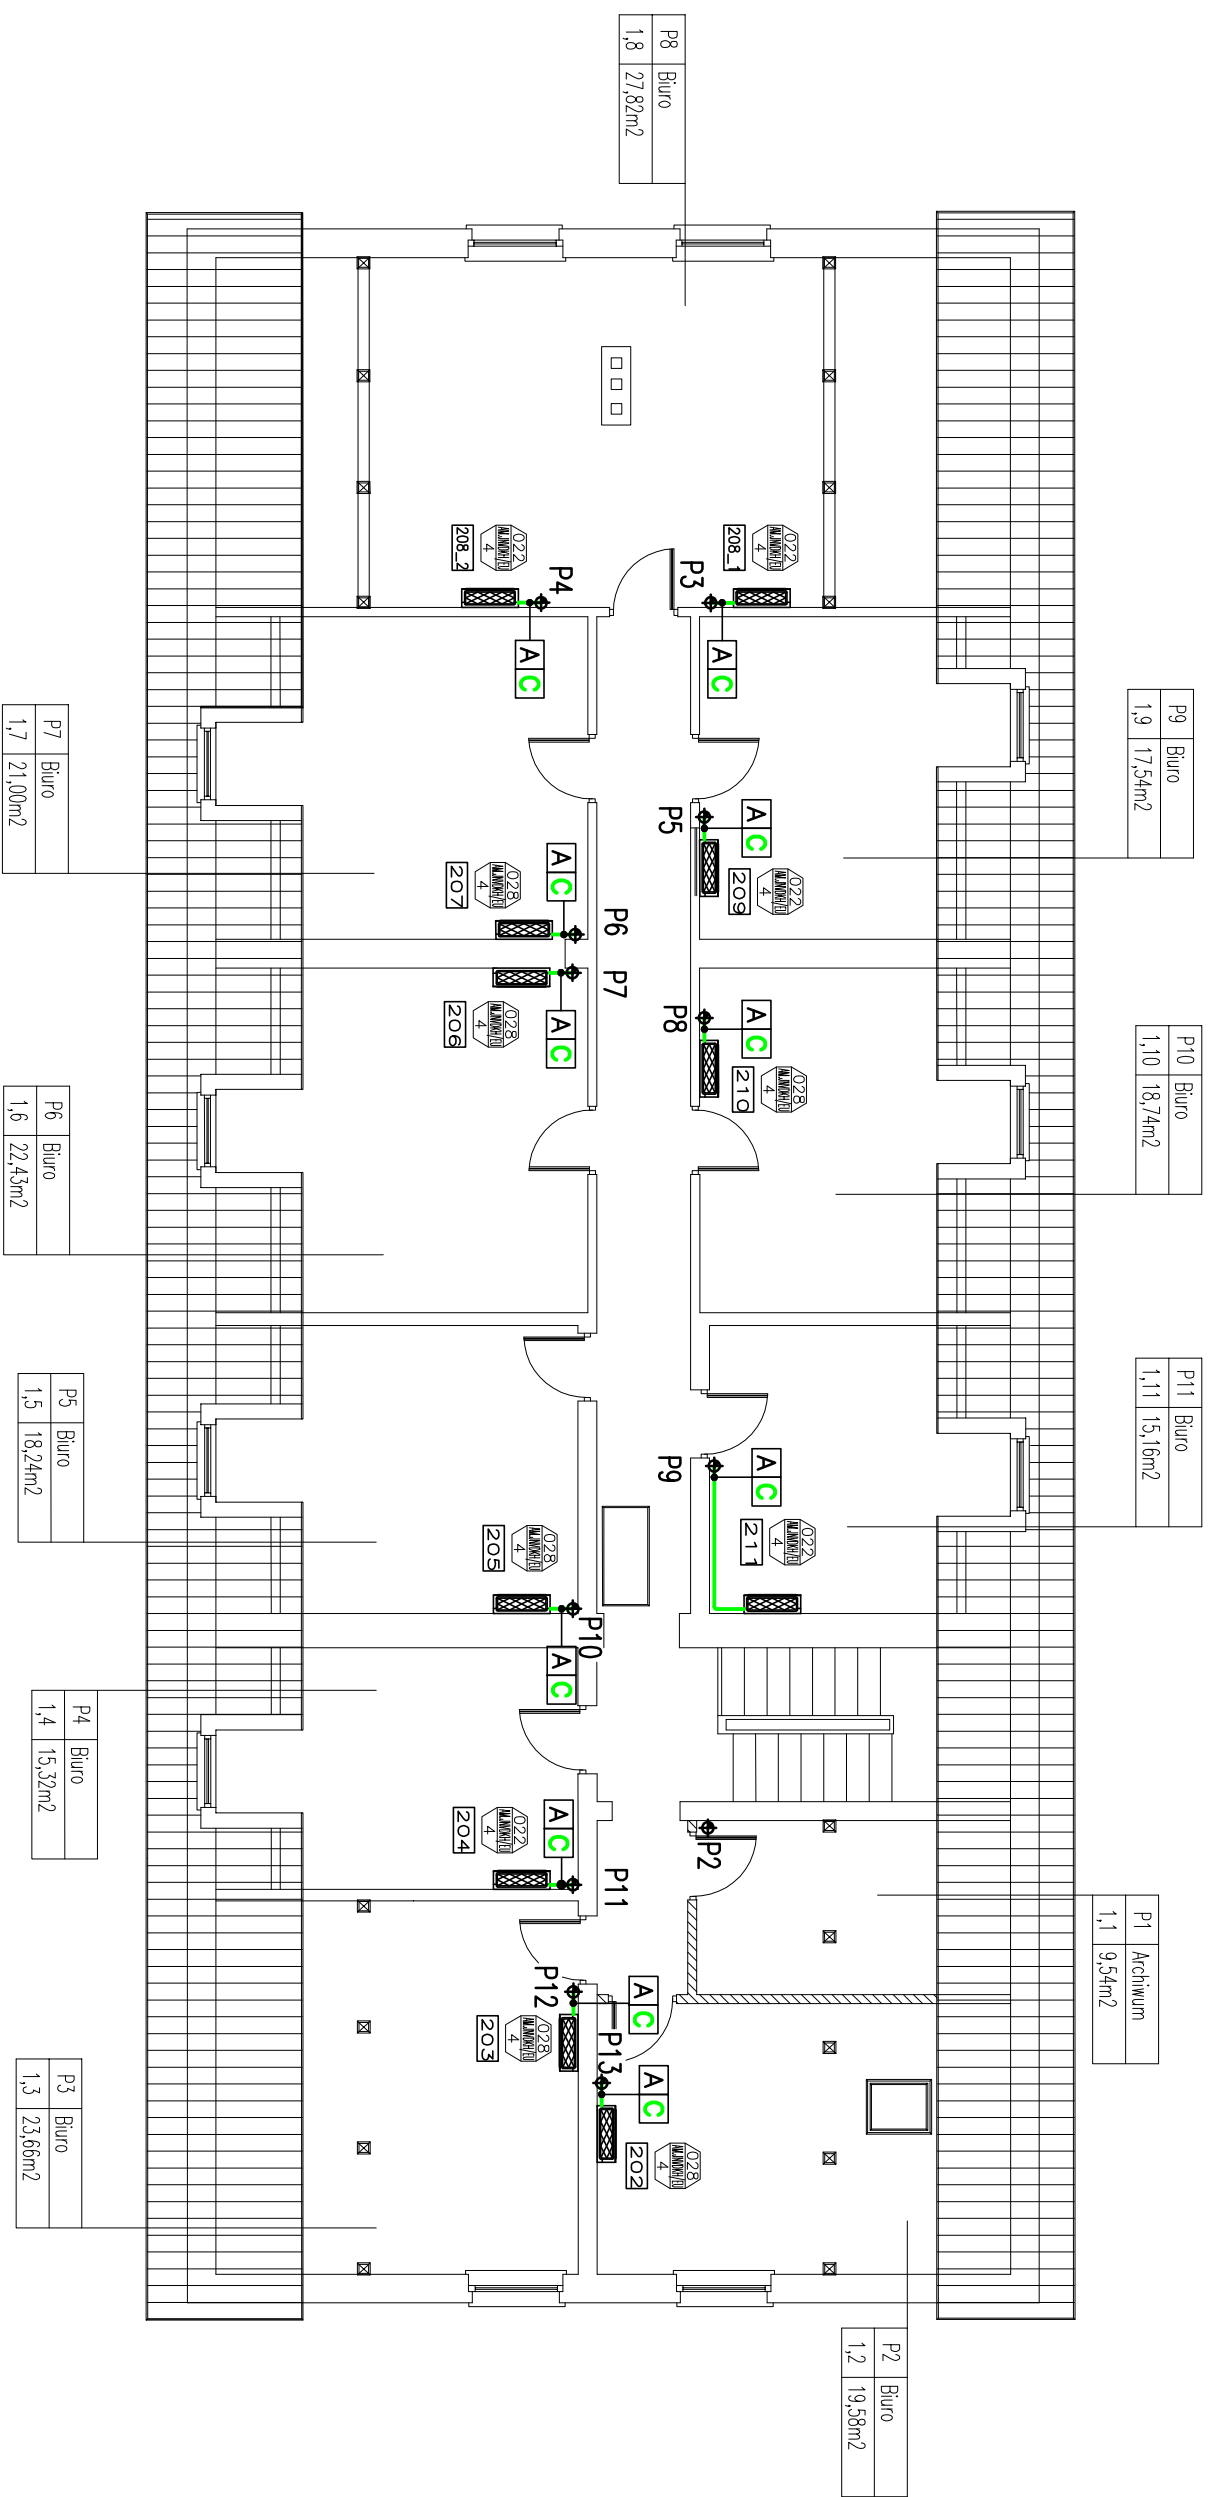 P9 Biuro
1,9 17,54m2
P10 Biuro
1,10 18,74m2
P11 Biuro
1,11 15,16m2
P1 Archiwum
1,1 9,54m2
P2 Biuro
1,2 19,58m2
P8 Biuro
1,8 27,82m2
022
4
208_1
P3
A C
A C
P5
022
4
209
A C
P8
028
4
210
A C
P9
022
4
211
P2
A C
P13
028
4
202
022
4
208_2
P4
A C
A C
P6
028
4
207
P7
A C
028
4
206
028
4
205
P10
A C
A C
P11
022
4
204
P12
A C
028
4
203
P7 Biuro
1,7 21,00m2
P6 Biuro
1,6 22,43m2
P5 Biuro
1,5 18,24m2
P4 Biuro
1,4 15,32m2
P3 Biuro
1,3 23,66m2